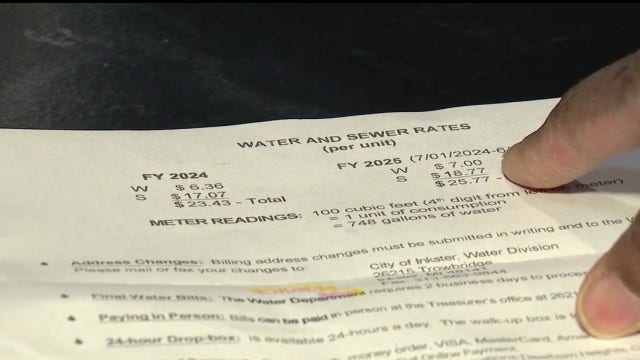 WATER AND SEWER RATES
(per unit)
FY 2024
W $ 6.36
S $ 17.07
$ 23.43 - Total
FY 2025 (7/01/2024-6/
W $ 7.00
S $ 18.77
$ 25.77 -
METER READINGS: 100 cubic feet (4th digit from meter)
= 1 unit of consumption
= 748 gallons of water
Address Changes: Billing address changes must be submitted in writing and to the
Please mail or fax your changes to: City of Inkster, Water Division
26215 Trowbridge
Final Water Bills: The Water Department requires 2 business days to
Paying in Person: Bills can be paid in person at the Treasurer's office at
24-hour Drop-box: is available 24-hours a day. The walk-up box is
money order, VISA, MasterCard,
Online Payment.